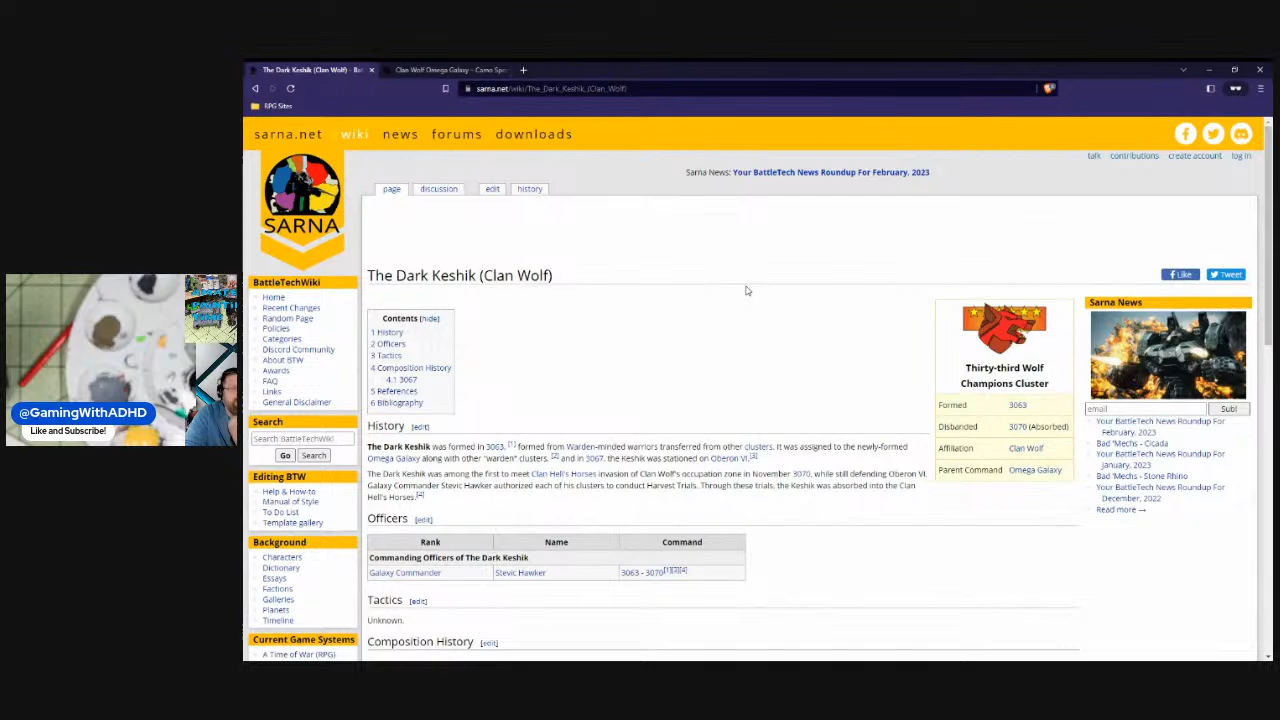 The Dark Keshik (Clan Wolf) - Bat
Clan Wolf Omega Galaxy – Camo Spec
sarna.net/wiki/The_Dark_Keshik_(Clan_Wolf)
RPG Sites
sarna.net wiki news forums downloads
talk contributions create account log in
SARNA
Sarna News: Your BattleTech News Roundup For February, 2023
page discussion edit history
The Dark Keshik (Clan Wolf)
Like Tweet
BattleTechWiki
Home
Recent Changes
Random Page
Policies
Categories
Discord Community
About BTW
Awards
FAQ
Links
General Disclaimer
Search
Search BattleTechWiki
Go Search
Editing BTW
Help & How-to
Manual of Style
To Do List
Template gallery
Background
Characters
Dictionary
Essays
Factions
Galleries
Planets
Timeline
Current Game Systems
A Time of War (RPG)
Contents [hide]
1 History
2 Officers
3 Tactics
4 Composition History
4.1 3067
5 References
6 Bibliography
History [edit]
The Dark Keshik was formed in 3063, [1] formed from Warden-minded warriors transferred from other clusters. It was assigned to the newly-formed
Omega Galaxy along with other "warden" clusters. [2] and in 3067, the Keshik was stationed on Oberon VI.[3]
The Dark Keshik was among the first to meet Clan Hell's Horses invasion of Clan Wolf's occupation zone in November 3070, while still defending Oberon VI.
Galaxy Commander Stevic Hawker authorized each of his clusters to conduct Harvest Trials. Through these trials, the Keshik was absorbed into the Clan
Hell's Horses.[4]
Officers [edit]
Rank Name Command
Commanding Officers of The Dark Keshik
Galaxy Commander Stevic Hawker 3063 - 3070[1][3][4]
Tactics [edit]
Unknown.
Composition History [edit]
Thirty-third Wolf
Champions Cluster
Formed 3063
Disbanded 3070 (Absorbed)
Affiliation Clan Wolf
Parent Command Omega Galaxy
Sarna News
email Sub!
Your BattleTech News Roundup For
February, 2023
Bad 'Mechs - Cicada
Your BattleTech News Roundup For
January, 2023
Bad 'Mechs - Stone Rhino
Your BattleTech News Roundup For
December, 2022
Read more →
@GamingWithADHD
Like and Subscribe!